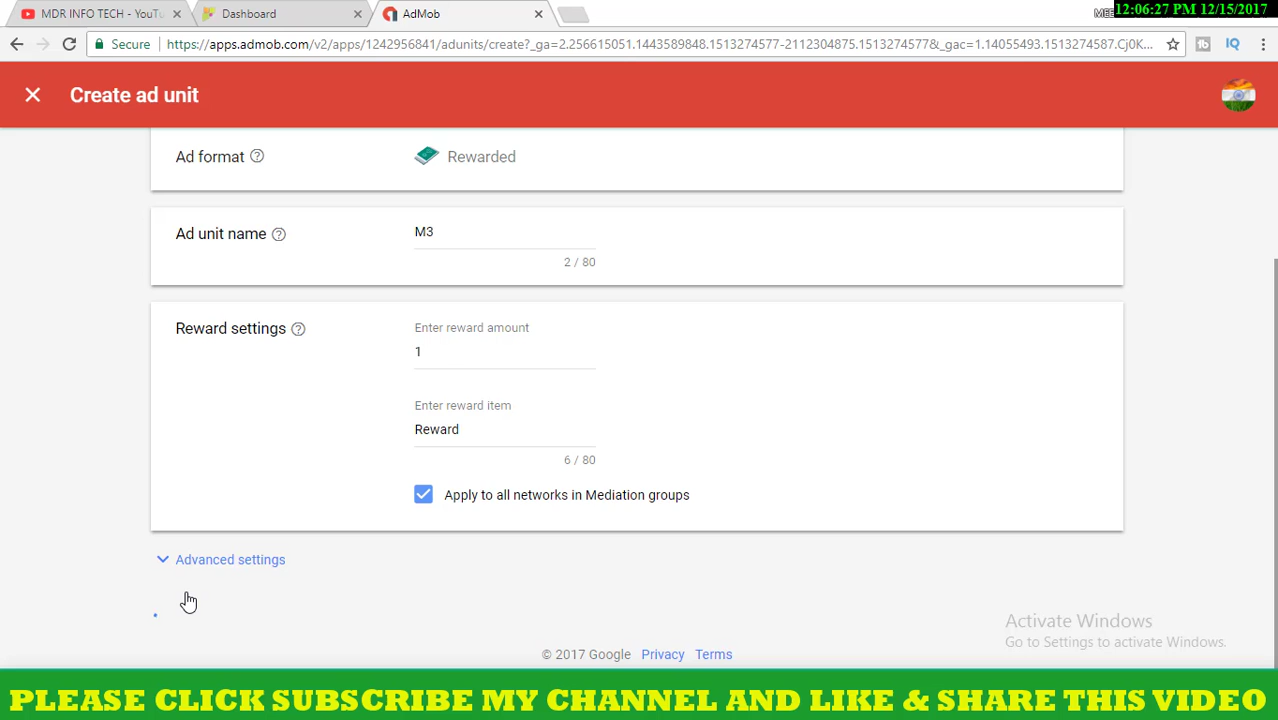 MDR INFO TECH - YouTu
Dashboard
AdMob
12:06:27 PM 12/15/2017
Secure
https://apps.admob.com/v2/apps/1242956841/adunits/create?_ga=2.256615051.1443589848.1513274577-2112304875.1513274577&_gac=1.14055493.1513274587.Cj0K...
Create ad unit
Ad format
Rewarded
Ad unit name
M3
2 / 80
Reward settings
Enter reward amount
1
Enter reward item
Reward
6 / 80
Apply to all networks in Mediation groups
Advanced settings
Activate Windows
Go to Settings to activate Windows.
© 2017 Google Privacy Terms
PLEASE CLICK SUBSCRIBE MY CHANNEL AND LIKE & SHARE THIS VIDEO